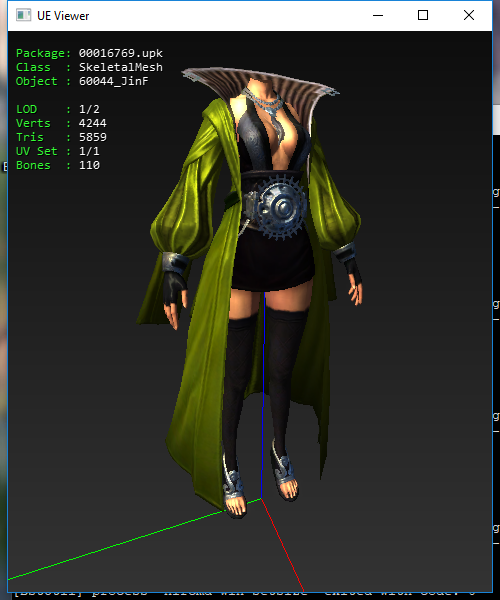 UE Viewer
Package: 00016769.upk
Class : SkeletalMesh
Object : 60044_JinF
LOD : 1/2
Verts : 4244
Tris : 5859
UV Set : 1/1
Bones : 110